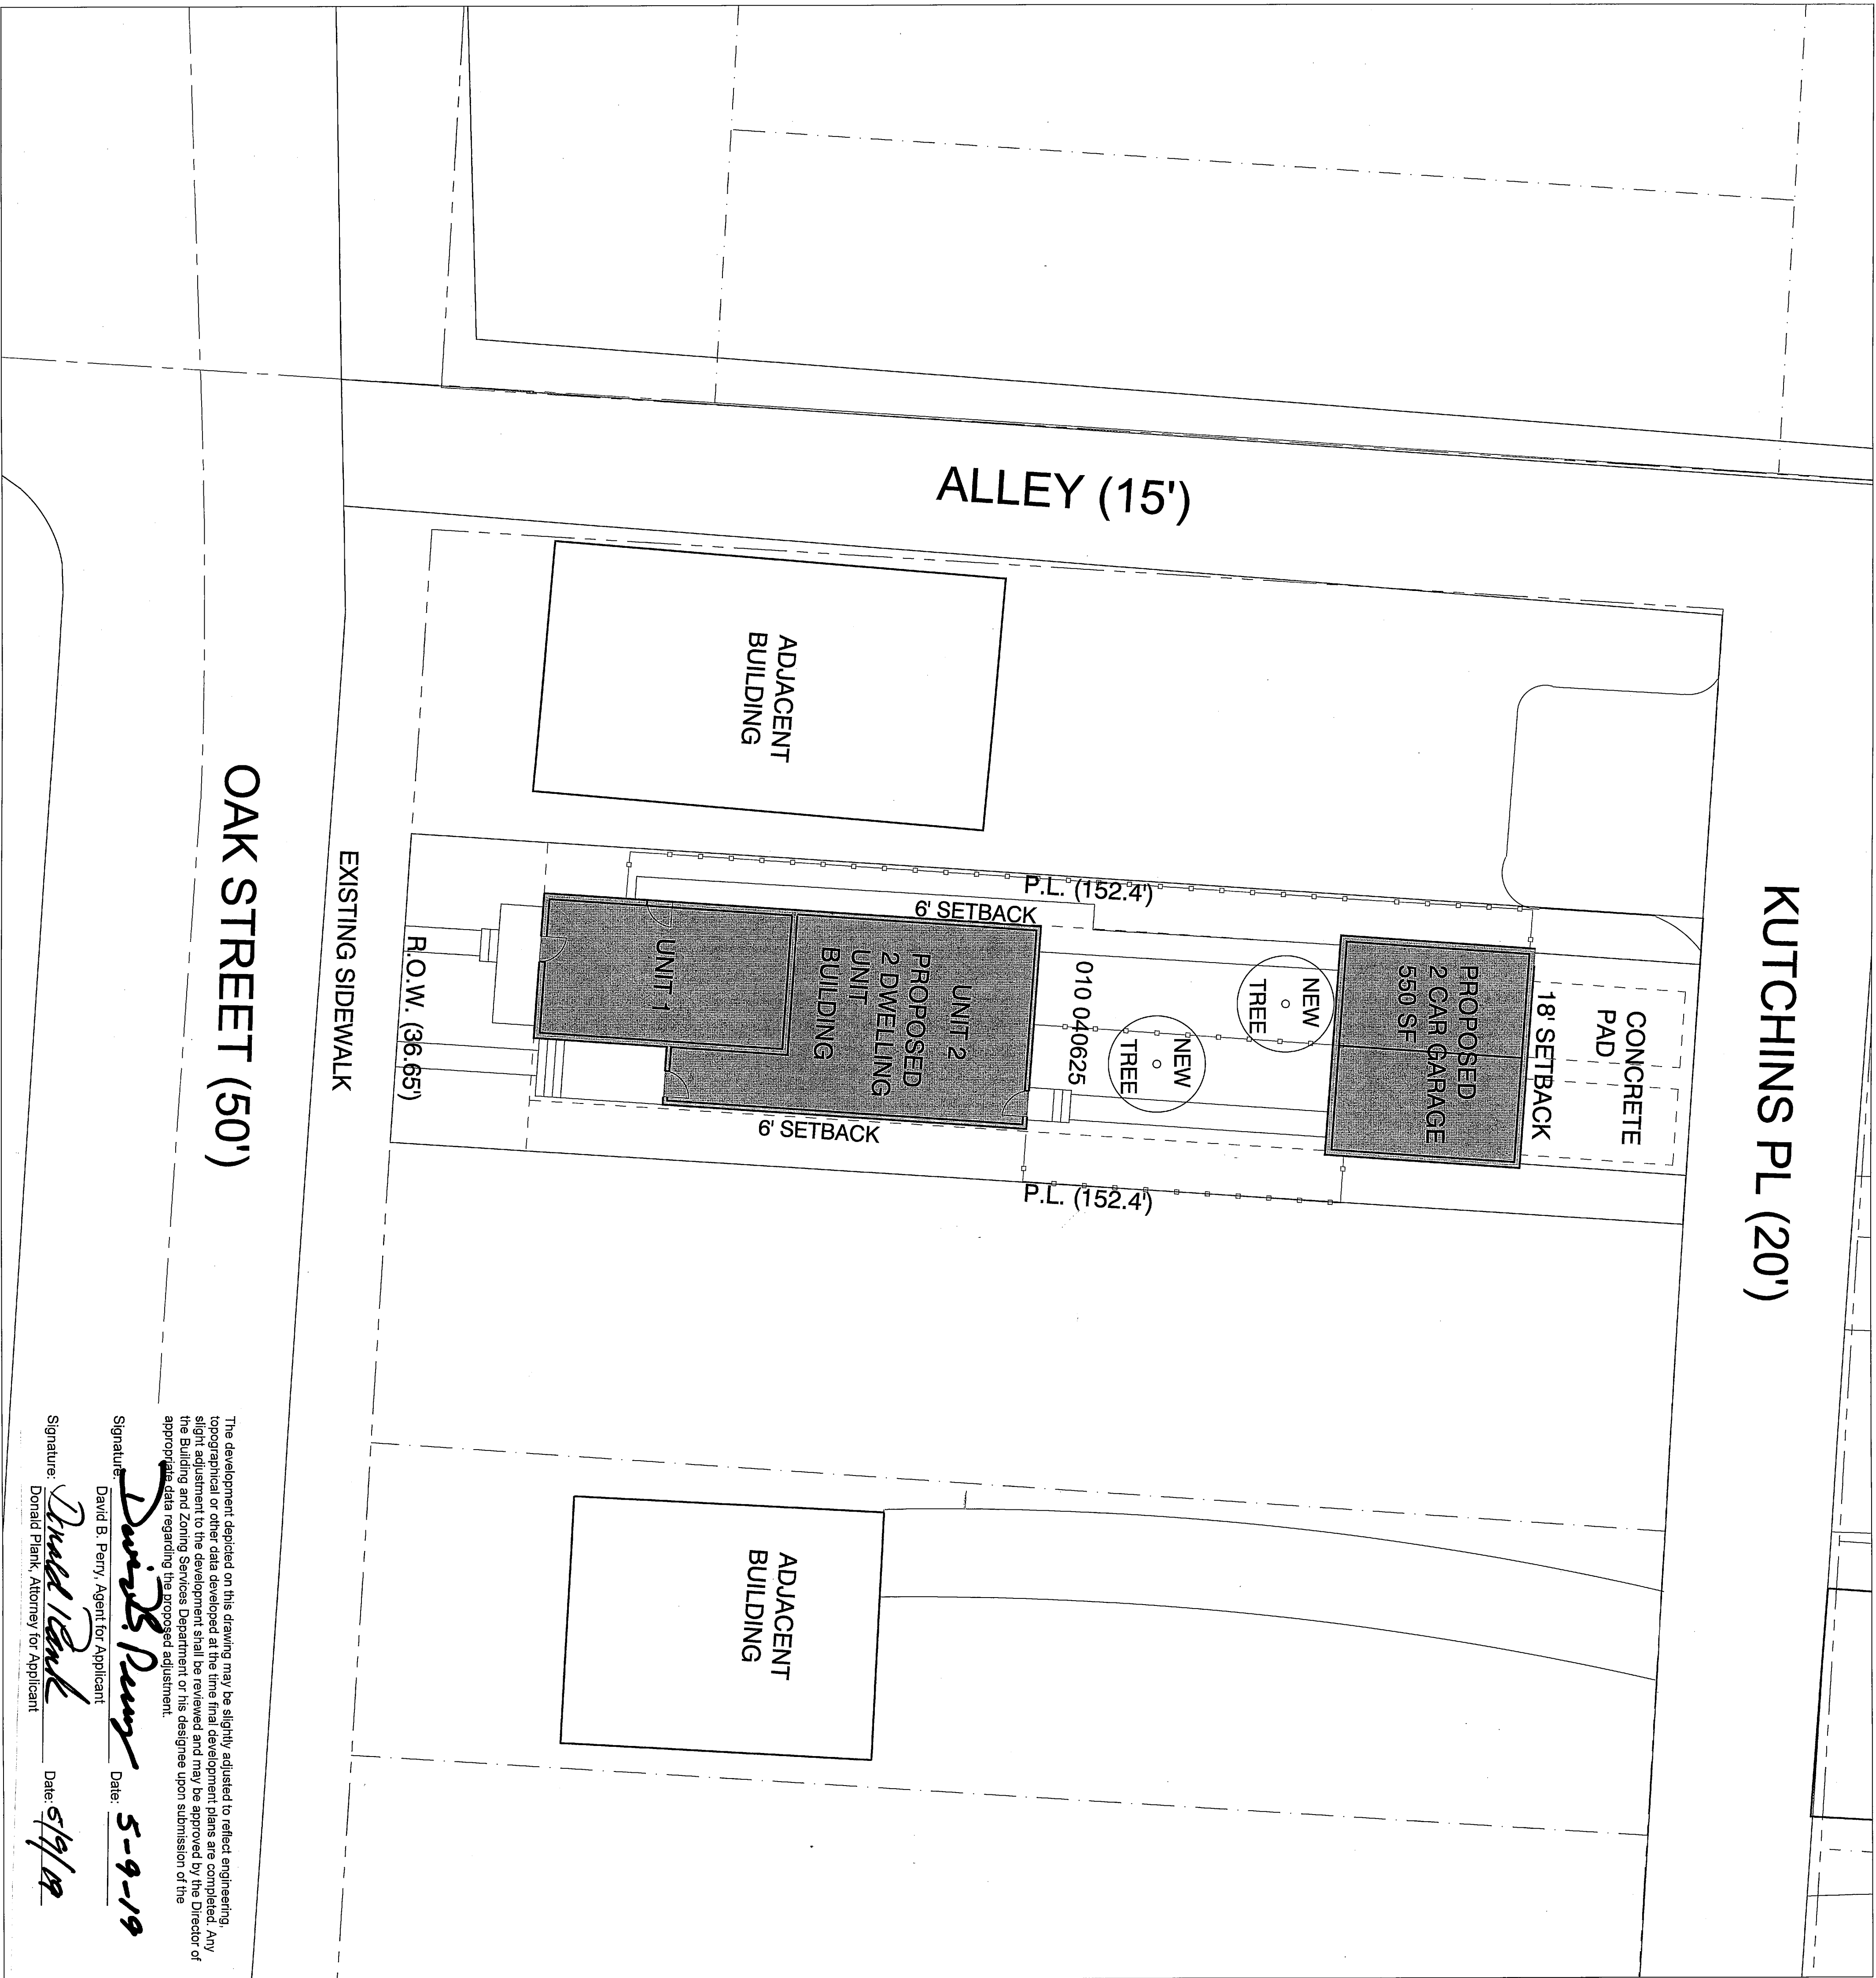 KUTCHINS PL (20')
CONCRETE
PAD
18' SETBACK
PROPOSED
2 CAR GARAGE
550 SF
NEW
TREE
NEW
TREE
P.L. (152.4')
P.L. (152.4')
010 040625
6' SETBACK
6' SETBACK
UNIT 2
PROPOSED
2 DWELLING
UNIT
BUILDING
UNIT 1
ALLEY (15')
ADJACENT
BUILDING
ADJACENT
BUILDING
R.O.W. (36.65')
EXISTING SIDEWALK
OAK STREET (50')
The development depicted on this drawing may be slightly adjusted to reflect engineering,
topographical or other data developed at the time final development plans are completed. Any
slight adjustment to the development shall be reviewed and may be approved by the Director of
the Building and Zoning Services Department or his designee upon submission of the
appropriate data regarding the proposed adjustment.
Signature: David B. Perry Date: 5-9-19
David B. Perry, Agent for Applicant
Signature: Donald Plank Date: 5/9/19
Donald Plank, Attorney for Applicant